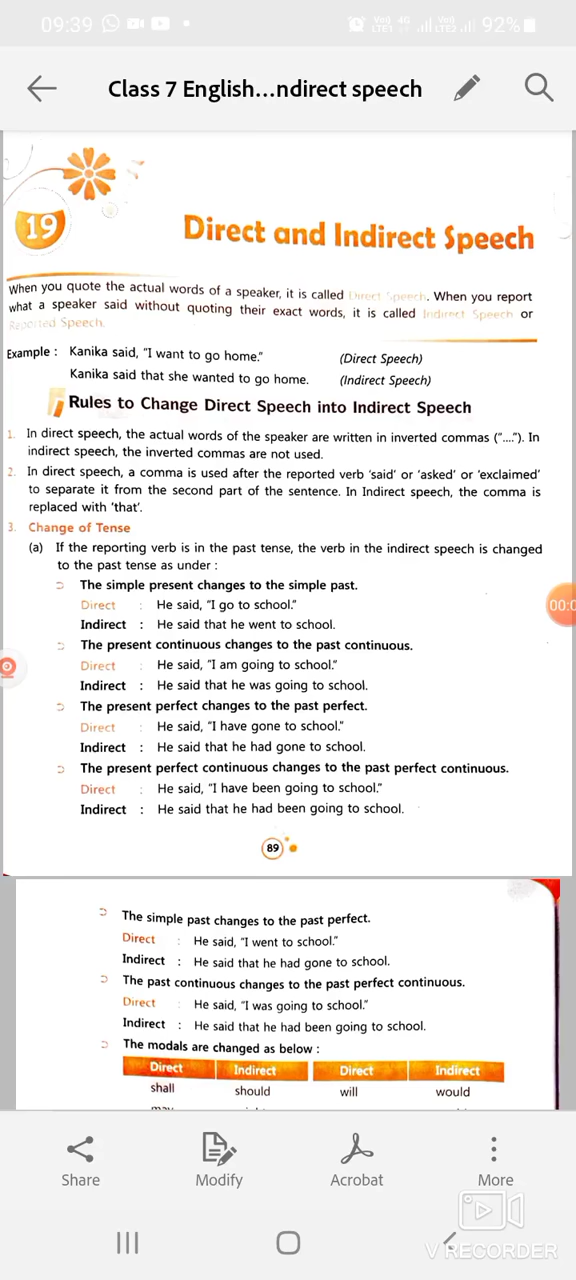 09:39
VoD 4G VoD
LTE1 LTE2 92%
Class 7 English...ndirect speech
19
Direct and Indirect Speech
When you quote the actual words of a speaker, it is called Direct Speech. When you report
what a speaker said without quoting their exact words, it is called Indirect Speech or
Reported Speech.
Example : Kanika said, "I want to go home." (Direct Speech)
Kanika said that she wanted to go home. (Indirect Speech)
Rules to Change Direct Speech into Indirect Speech
1. In direct speech, the actual words of the speaker are written in inverted commas ("...."). In
indirect speech, the inverted commas are not used.
2. In direct speech, a comma is used after the reported verb 'said' or 'asked' or 'exclaimed'
to separate it from the second part of the sentence. In Indirect speech, the comma is
replaced with 'that'.
3. Change of Tense
(a) If the reporting verb is in the past tense, the verb in the indirect speech is changed
to the past tense as under :
The simple present changes to the simple past.
Direct : He said, "I go to school."
Indirect : He said that he went to school.
The present continuous changes to the past continuous.
Direct : He said, "I am going to school."
Indirect : He said that he was going to school.
The present perfect changes to the past perfect.
Direct : He said, "I have gone to school."
Indirect : He said that he had gone to school.
The present perfect continuous changes to the past perfect continuous.
Direct : He said, "I have been going to school."
Indirect : He said that he had been going to school.
89
The simple past changes to the past perfect.
Direct : He said, "I went to school."
Indirect : He said that he had gone to school.
The past continuous changes to the past perfect continuous.
Direct : He said, "I was going to school."
Indirect : He said that he had been going to school.
The modals are changed as below :
Direct Indirect Direct Indirect
shall should will would
Share Modify Acrobat More
V RECORDER